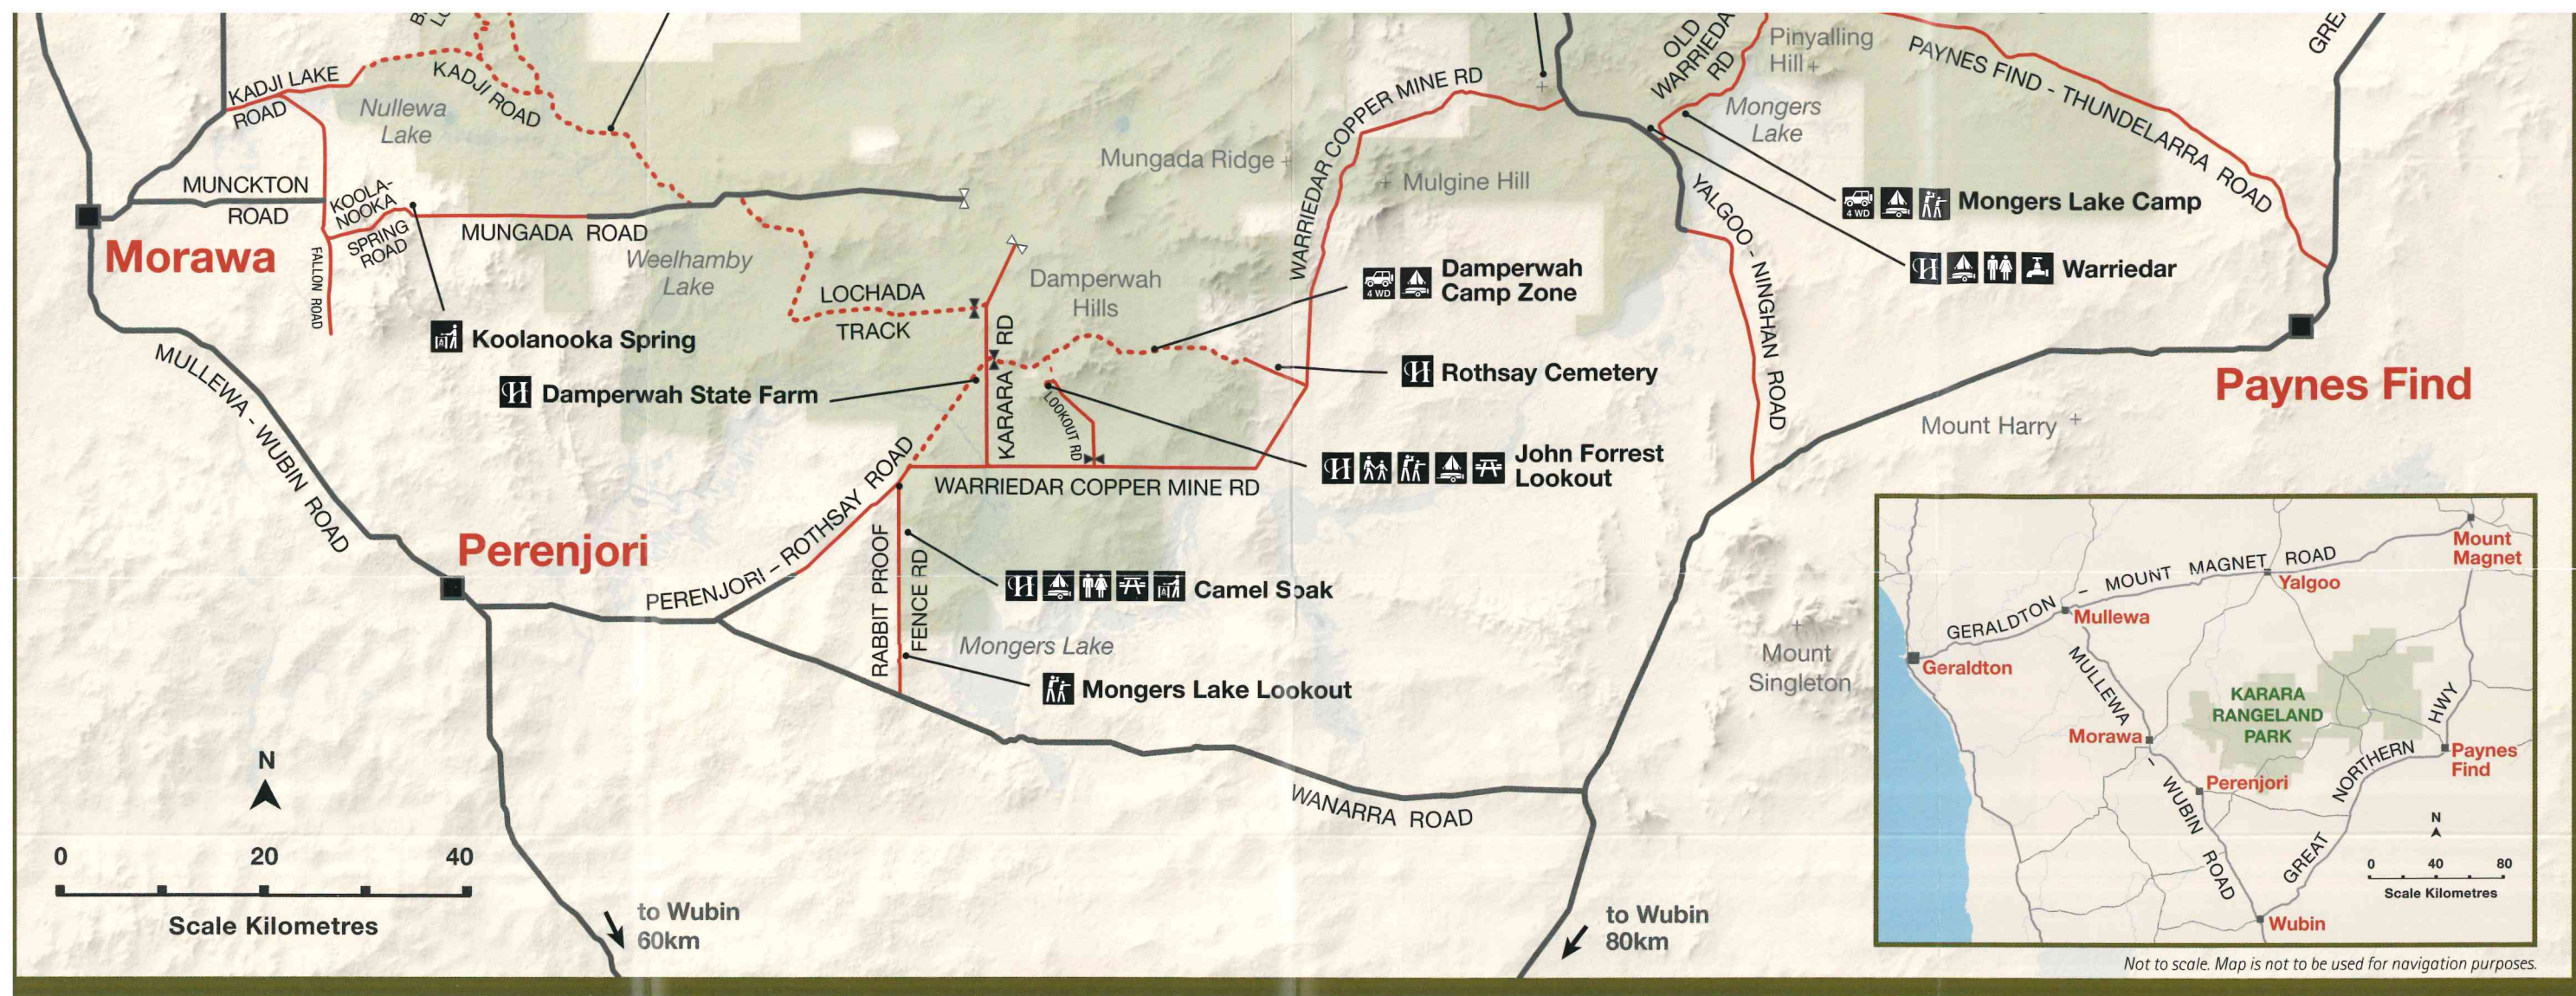 KADJI LAKE
ROAD
KADJI ROAD
Nullewa
Lake
MUNCKTON
ROAD
KOOLA-
NOOKA
SPRING
ROAD
FALLON ROAD
MUNGADA ROAD
Weelhamby
Lake
Morawa
Koolanooka Spring
Damperwah State Farm
LOCHADA
TRACK
KARARA RD
LOOKOUT RD
Damperwah
Hills
Mungada Ridge
WARRIEDAR COPPER MINE RD
Mulgine Hill
OLD
WARRIEDA
RD
Pinyalling
Hill
Mongers
Lake
PAYNES FIND - THUNDELARRA ROAD
GREA
4 WD
Mongers Lake Camp
H
Warriedar
YALGOO - NINGHAN ROAD
4 WD
Damperwah
Camp Zone
H
Rothsay Cemetery
H
John Forrest
Lookout
WARRIEDAR COPPER MINE RD
Paynes Find
Mount Harry
MULLEWA - WUBIN ROAD
Perenjori
PERENJORI - ROTHSAY ROAD
RABBIT PROOF
FENCE RD
H
Camel Soak
Mongers Lake
Mongers Lake Lookout
Mount
Singleton
WANARRA ROAD
N
0 20 40
Scale Kilometres
to Wubin
60km
to Wubin
80km
Mount
Magnet
GERALDTON - MOUNT MAGNET ROAD
Yalgoo
Mullewa
Geraldton
MULLEWA - WUBIN ROAD
KARARA
RANGELAND
PARK
Morawa
Perenjori
GREAT NORTHERN HWY
Paynes
Find
N
0 40 80
Scale Kilometres
Wubin
Not to scale. Map is not to be used for navigation purposes.